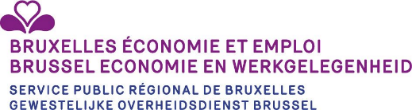 BRUXELLES ÉCONOMIE ET EMPLOI
BRUSSEL ECONOMIE EN WERKGELEGENHEID
SERVICE PUBLIC RÉGIONAL DE BRUXELLES
GEWESTELIJKE OVERHEIDSDIENST BRUSSEL